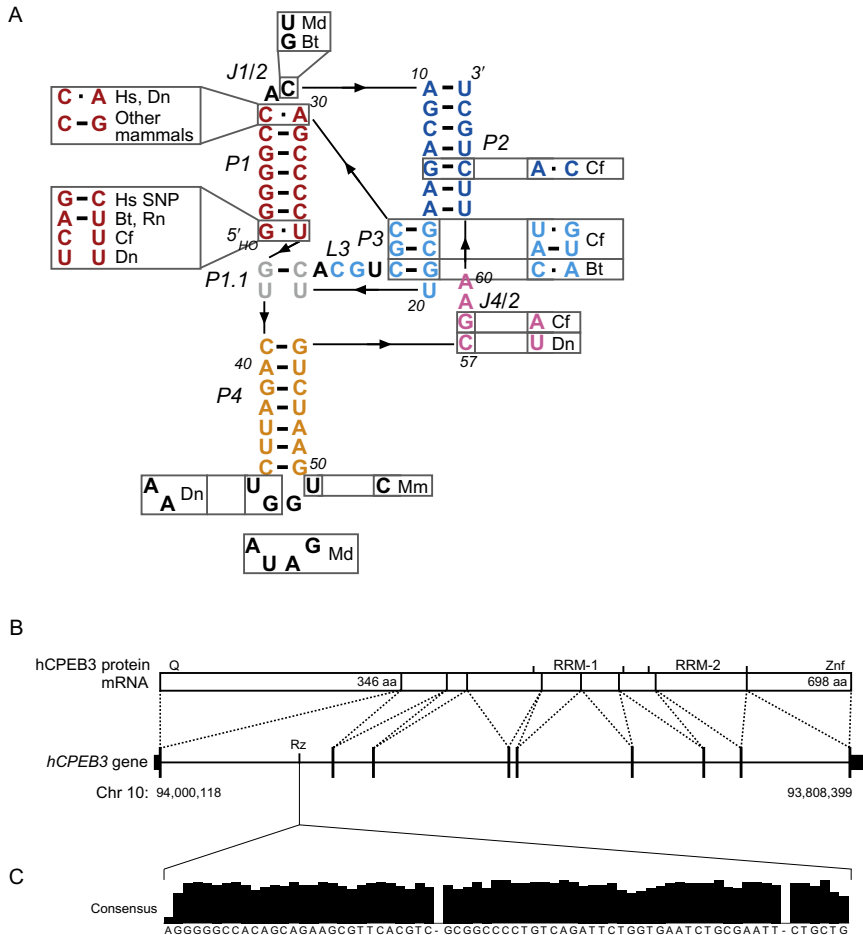 A
U Md
G Bt
J1/2
C
A
10 A – U 3'
C · A Hs, Dn
C – G Other
mammals
C · A 30
G C
C – G
C – G
A – U
P1
P2
G – C
G C
A · C Cf
G – C
A – U
G – C Hs SNP
A – U Bt, Rn
C U Cf
U U Dn
G · U
5' HO
L3
P3
C – G
G – C
U · G
A – U
Cf
P1.1
G – C A C G U C – G
C · A Bt
U U
20 U
A 60
A
J4/2
G A Cf
C U Dn
57
C – G
40 A – U
G – C
A – U
P4
U – A
U – A
C – G 50
A A Dn
U G G U
C Mm
A U A G Md
B
hCPEB3 protein
mRNA
Q
346 aa
RRM-1
RRM-2
Znf
698 aa
Rz
hCPEB3 gene
Chr 10: 94,000,118
93,808,399
C
Consensus
AGGGGGCCACAGCAGAAGCGTTCACGTC-GCGGCCCCTGTCAGATTCTGGTGAATCTGCGAATT-CTGCTG